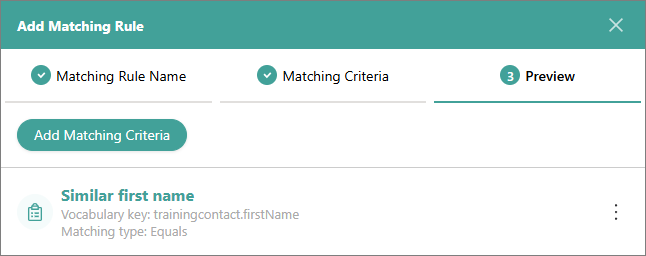 Add Matching Rule
Matching Rule Name
Matching Criteria
3 Preview
Add Matching Criteria
Similar first name
Vocabulary key: trainingcontact.firstName
Matching type: Equals